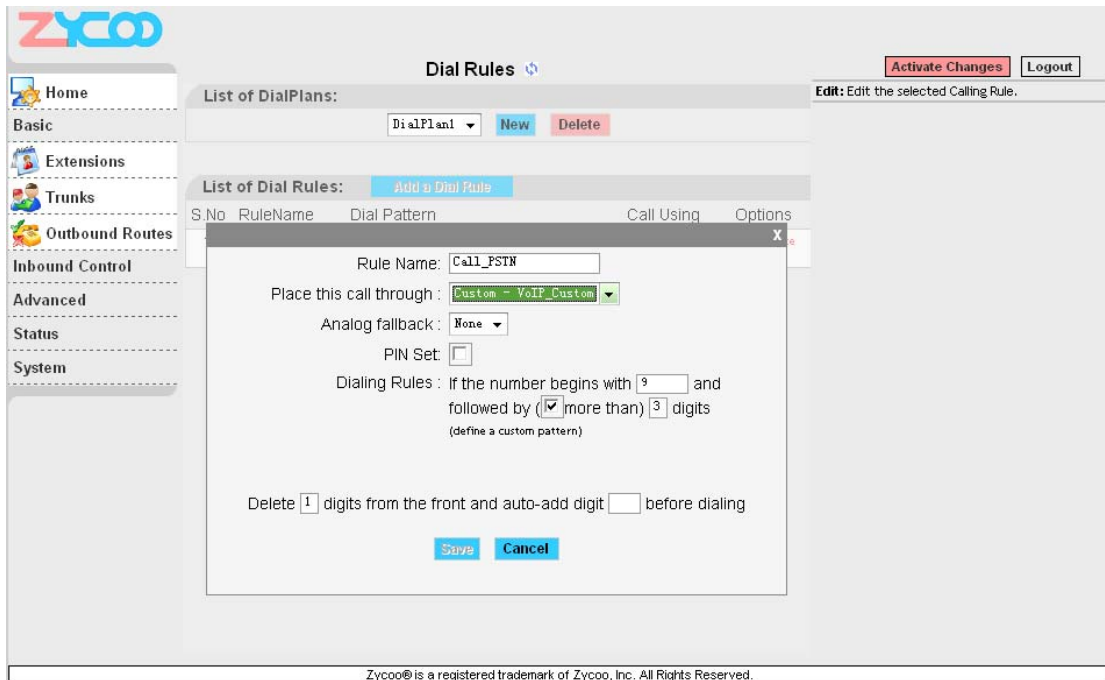 ZYCOO
Dial Rules
Activate Changes
Logout
Home
Basic
Extensions
Trunks
Outbound Routes
Inbound Control
Advanced
Status
System
List of DialPlans:
DialPlan1
New
Delete
List of Dial Rules:
Add a Dial Rule
S.No RuleName Dial Pattern Call Using Options
X
Rule Name: Call_PSTN
Place this call through : Custom - VoIP_Custom
Analog fallback : None
PIN Set:
Dialing Rules : If the number begins with 9 and
followed by ( more than) 3 digits
(define a custom pattern)
Delete 1 digits from the front and auto-add digit before dialing
Save
Cancel
Edit: Edit the selected Calling Rule.
Zycoo® is a registered trademark of Zycoo, Inc. All Rights Reserved.